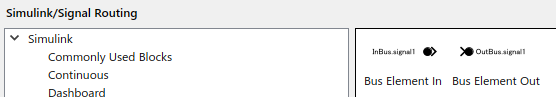 Simulink/Signal Routing
Simulink
Commonly Used Blocks
Continuous
Dashboard
InBus.signal1
OutBus.signal1
Bus Element In
Bus Element Out